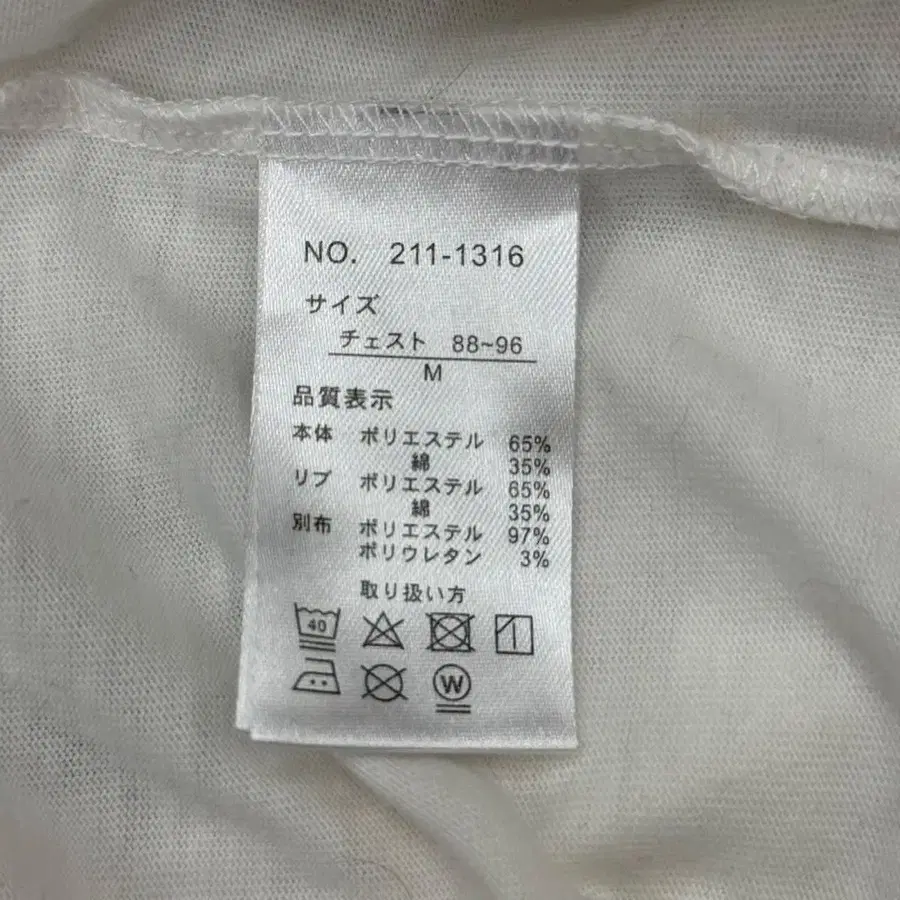 NO. 211-1316
サイズ
チェスト 88~96
M
品質表示
本体 ポリエステル 65%
綿 35%
リブ ポリエステル 65%
綿 35%
別布 ポリエステル 97%
ポリウレタン 3%
取り扱い方
40
W